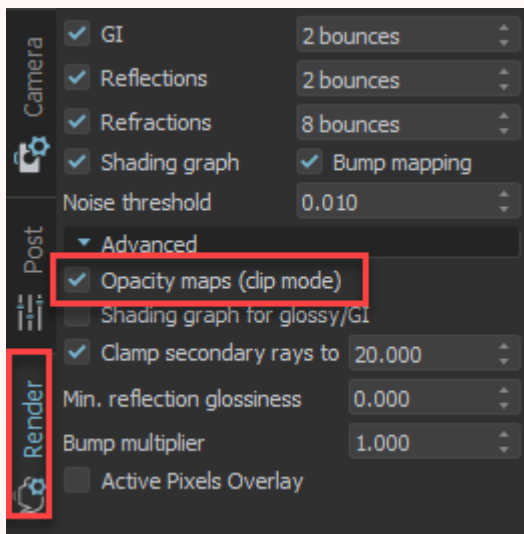 Camera
Post
Render
GI 2 bounces
Reflections 2 bounces
Refractions 8 bounces
Shading graph Bump mapping
Noise threshold 0.010
Advanced
Opacity maps (clip mode)
Shading graph for glossy/GI
Clamp secondary rays to 20.000
Min. reflection glossiness 0.000
Bump multiplier 1.000
Active Pixels Overlay